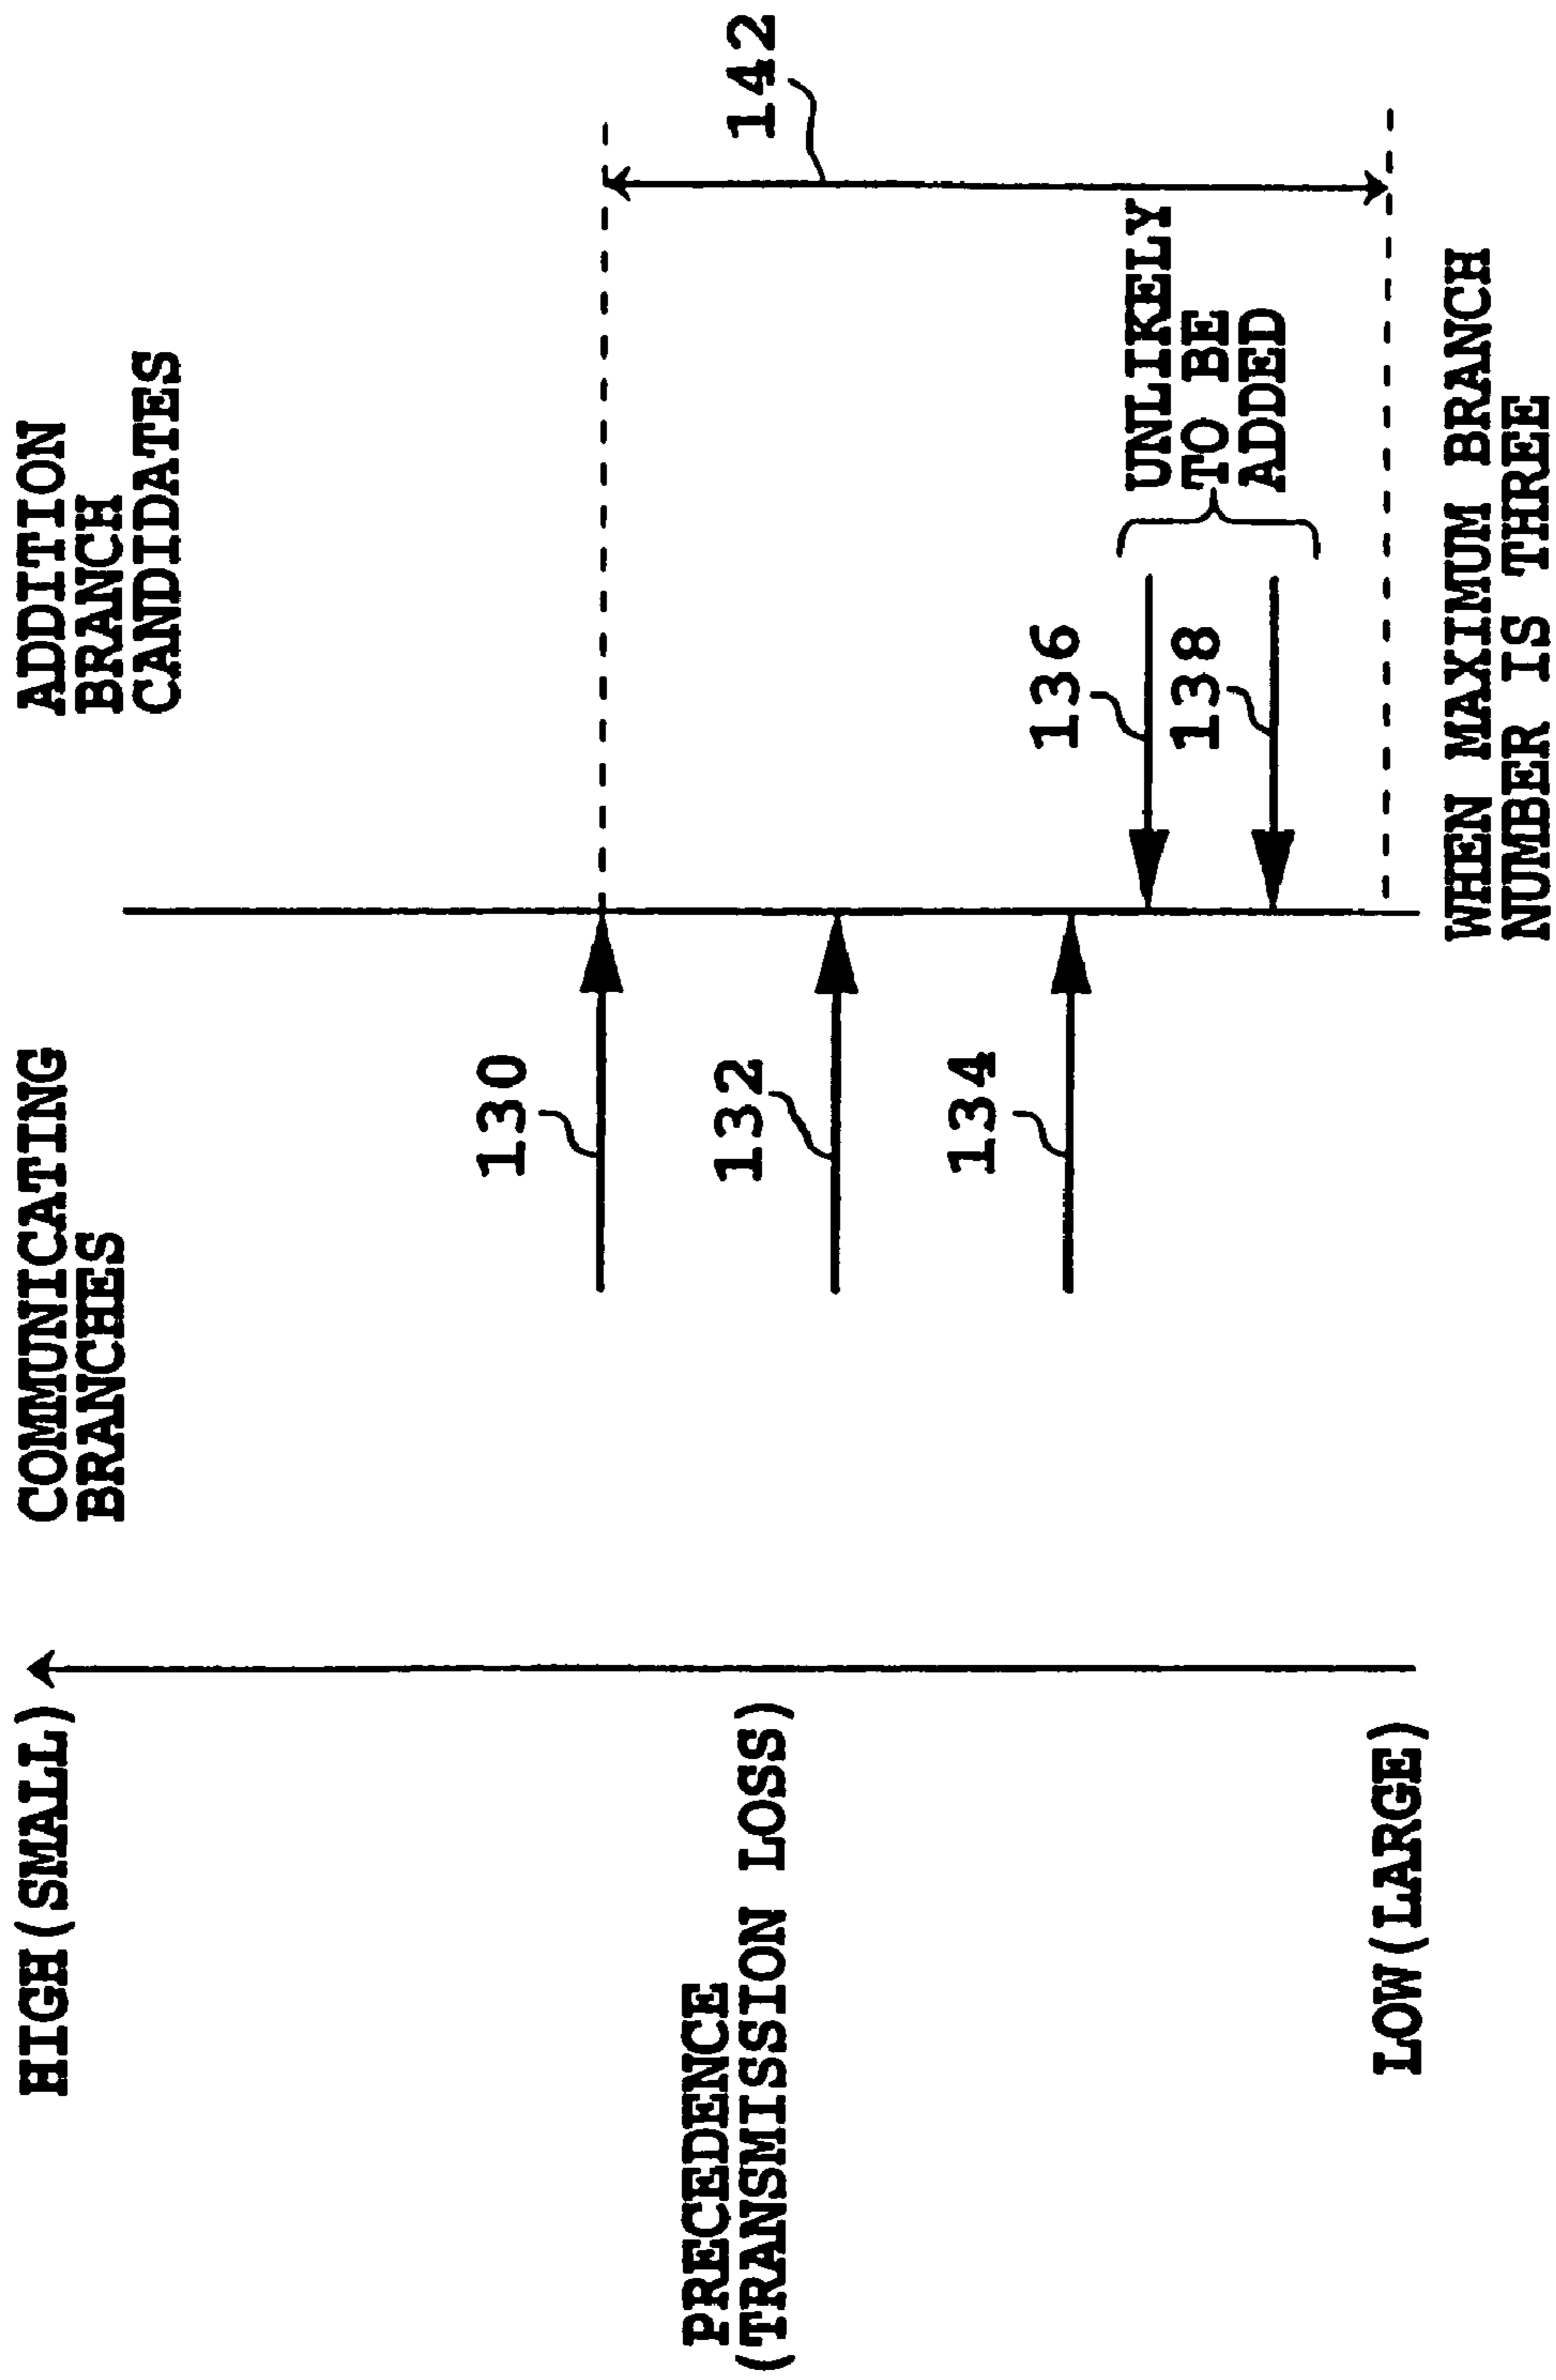 HIGH(SMALL)
PRECEDENCE
(TRANSMISSION LOSS)
LOW(LARGE)
COMMUNICATING
BRANCHES
130
132
134
ADDITION
BRANCH
CANDIDATES
136
138
UNLIKELY
TO BE
ADDED
142
WHEN MAXIMUM BRANCH
NUMBER IS THREE